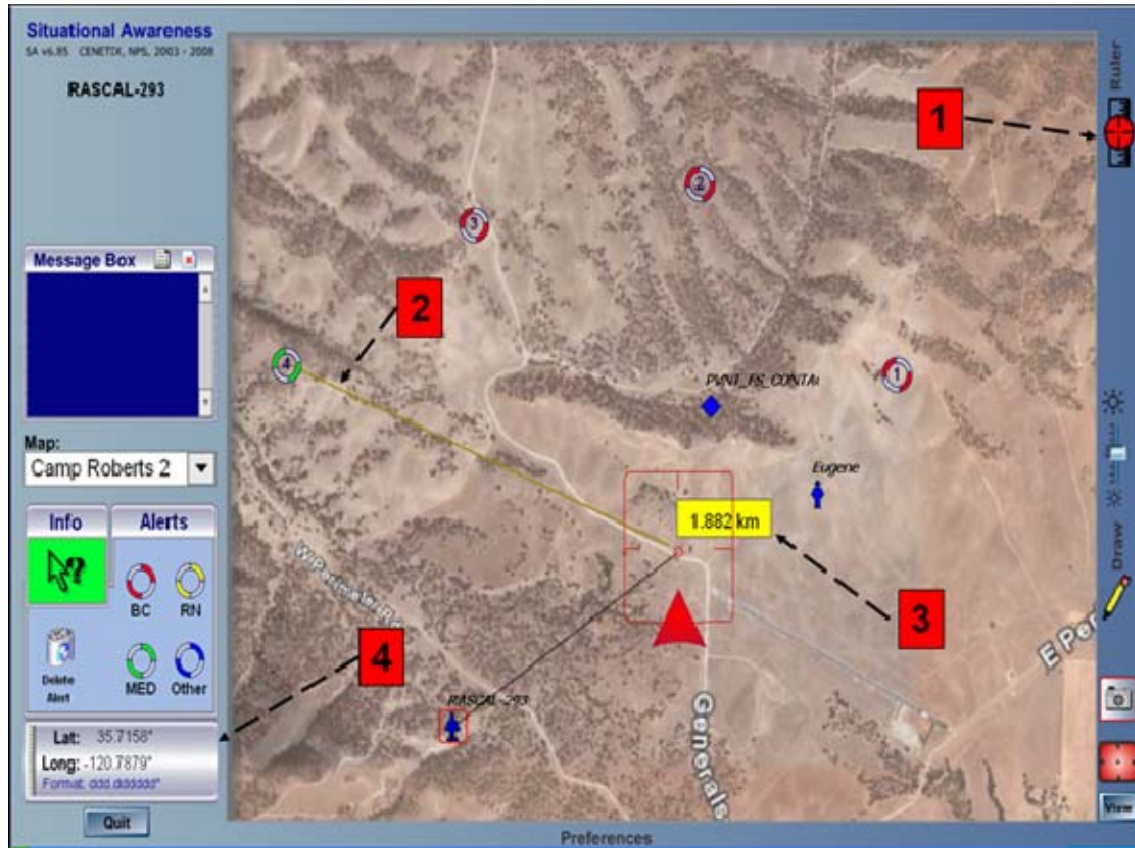 Situational Awareness
SA v6.85 CENETIX, NPS, 2003 - 2008
RASCAL-293
Message Box
Map:
Camp Roberts 2
Info
Alerts
BC
RN
Delete
Alert
MED
Other
Lat: 35.7158°
Long: -120.7879°
Format: ddd.dddddd°
Quit
1
Ruler
2
3
2
4
1
PVNT_FS_CONTAI
Eugene
1.882 km
3
W Perimeter Rd
4
RASCAL-293
Generals
E Per
Draw
View
Preferences